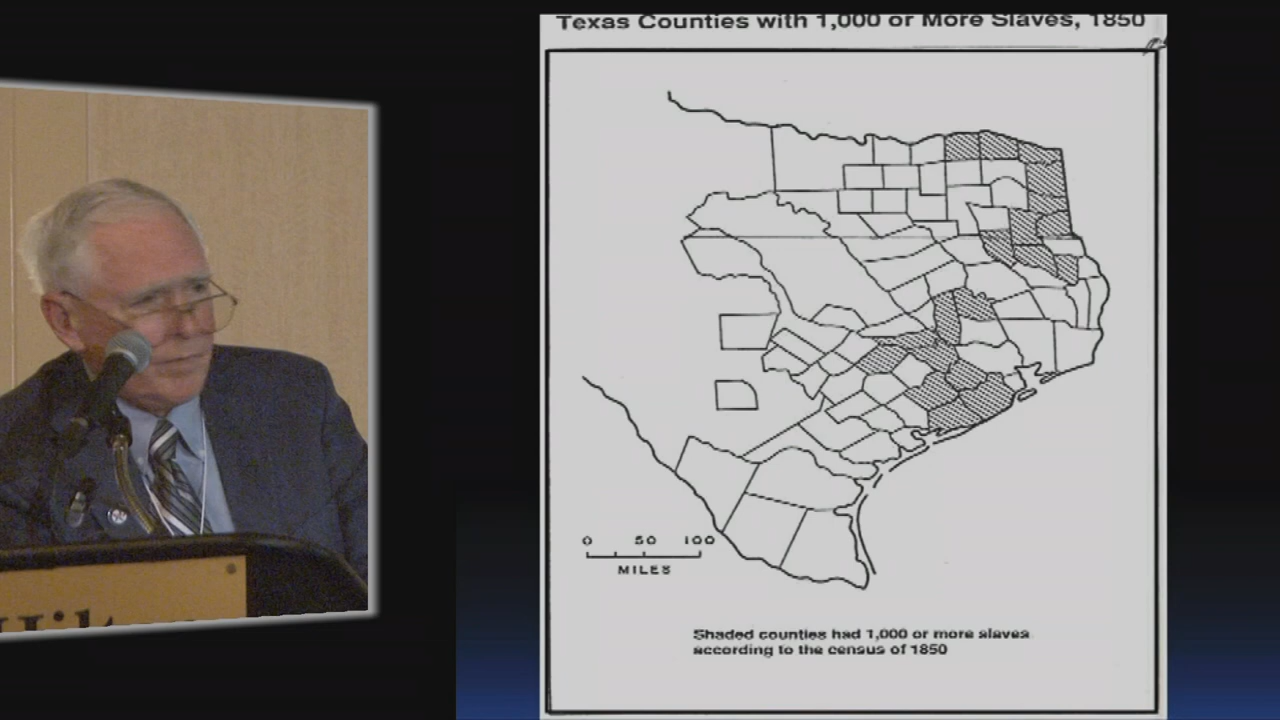 Texas Counties with 1,000 or More Slaves, 1850
0 50 100
MILES
Shaded counties had 1,000 or more slaves
according to the census of 1850